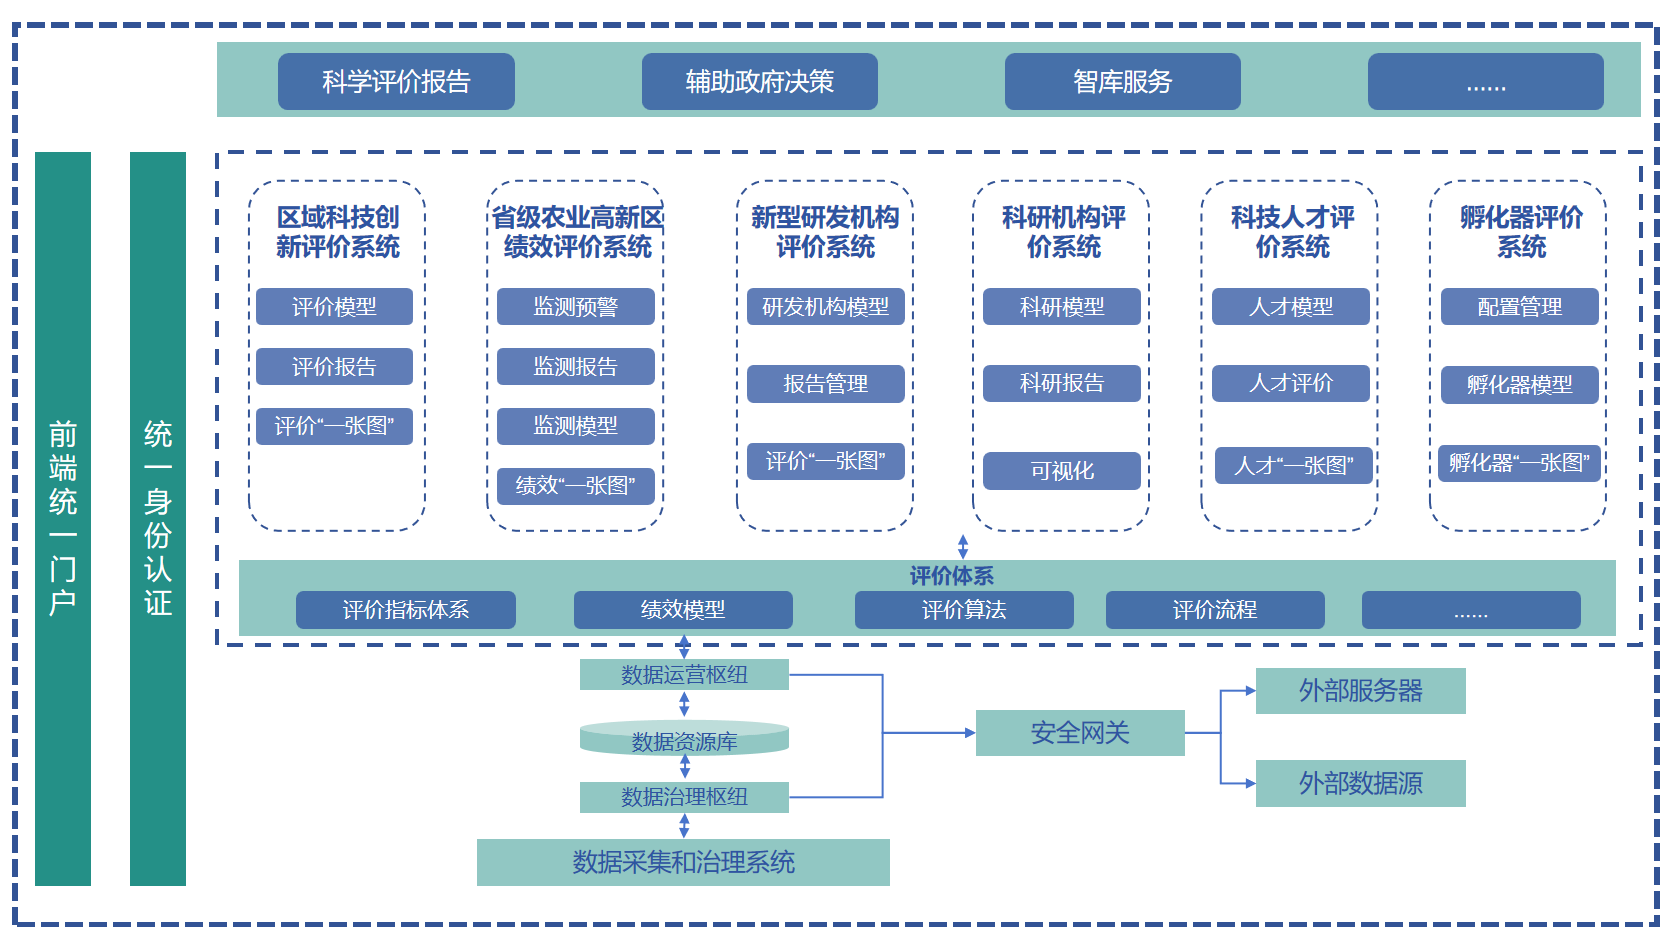 科学评价报告
辅助政府决策
智库服务
......
前端统一门户
统一身份认证
区域科技创
新评价系统
评价模型
评价报告
评价“一张图”
省级农业高新区
绩效评价系统
监测预警
监测报告
监测模型
绩效“一张图”
新型研发机构
评价系统
研发机构模型
报告管理
评价“一张图”
科研机构评
价系统
科研模型
科研报告
可视化
科技人才评
价系统
人才模型
人才评价
人才“一张图”
孵化器评价
系统
配置管理
孵化器模型
孵化器“一张图”
评价体系
评价指标体系
绩效模型
评价算法
评价流程
......
数据运营枢纽
数据资源库
数据治理枢纽
数据采集和治理系统
安全网关
外部服务器
外部数据源